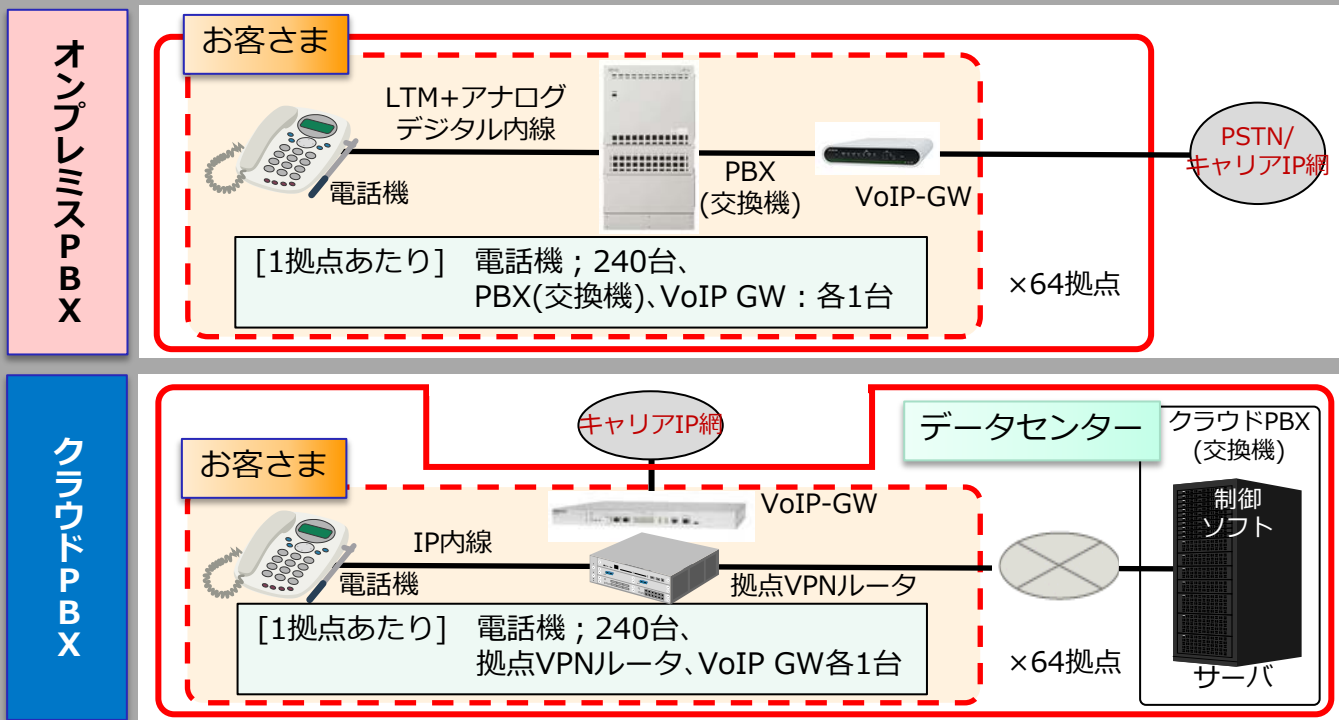 オンプレミスPBX
お客さま
LTM+アナログ
デジタル内線
電話機
PBX
(交換機)
VoIP-GW
PSTN/
キャリアIP網
[1拠点あたり] 電話機;240台、
PBX(交換機)、VoIP GW:各1台
×64拠点
クラウドPBX
キャリアIP網
データセンター
クラウドPBX
(交換機)
お客さま
制御
ソフト
VoIP-GW
IP内線
電話機
拠点VPNルータ
[1拠点あたり] 電話機;240台、
拠点VPNルータ、VoIP GW各1台
×64拠点
サーバ